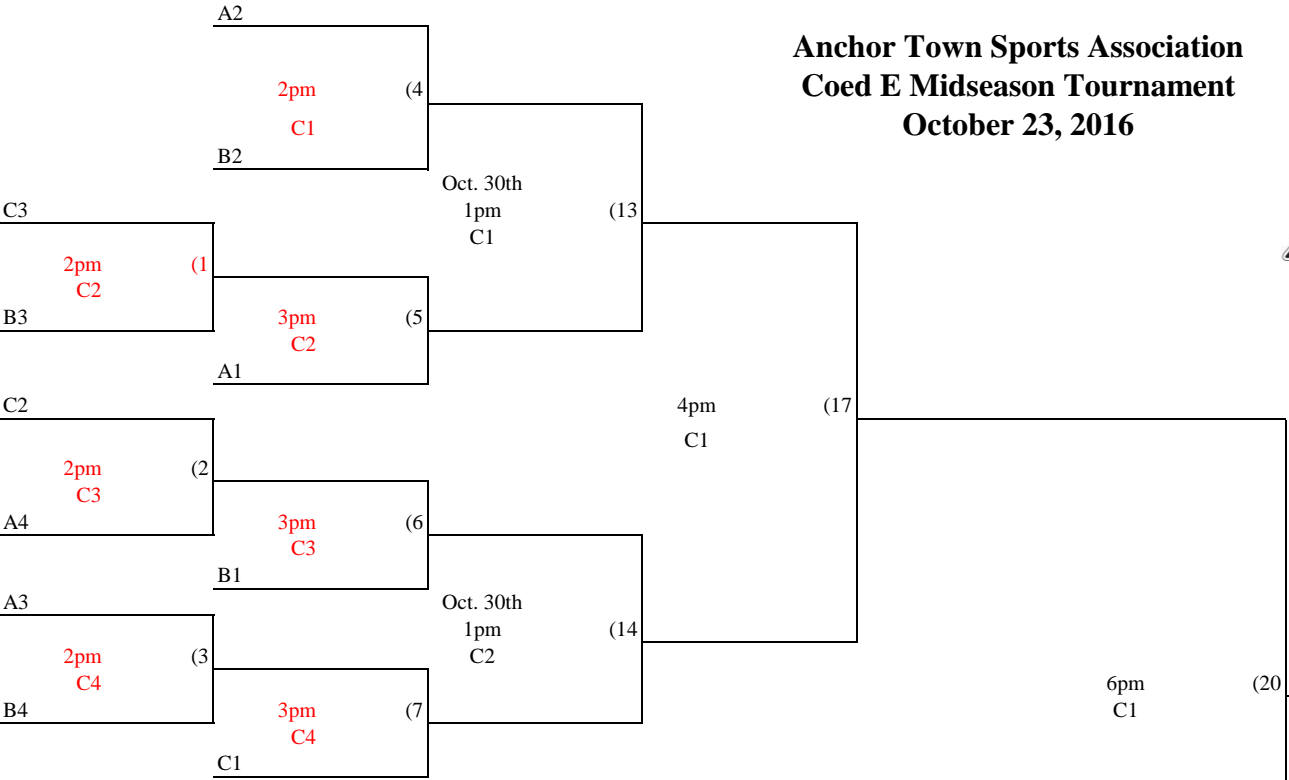 A2
Anchor Town Sports Association
Coed E Midseason Tournament
October 23, 2016
2pm (4
C1
B2
Oct. 30th
1pm (13
C1
C3
2pm (1
C2
B3
3pm (5
C2
A1
C2
4pm (17
C1
2pm (2
C3
A4
3pm (6
C3
B1
A3
Oct. 30th
1pm (14
C2
2pm (3
C4
6pm (20
C1
B4
3pm (7
C4
C1